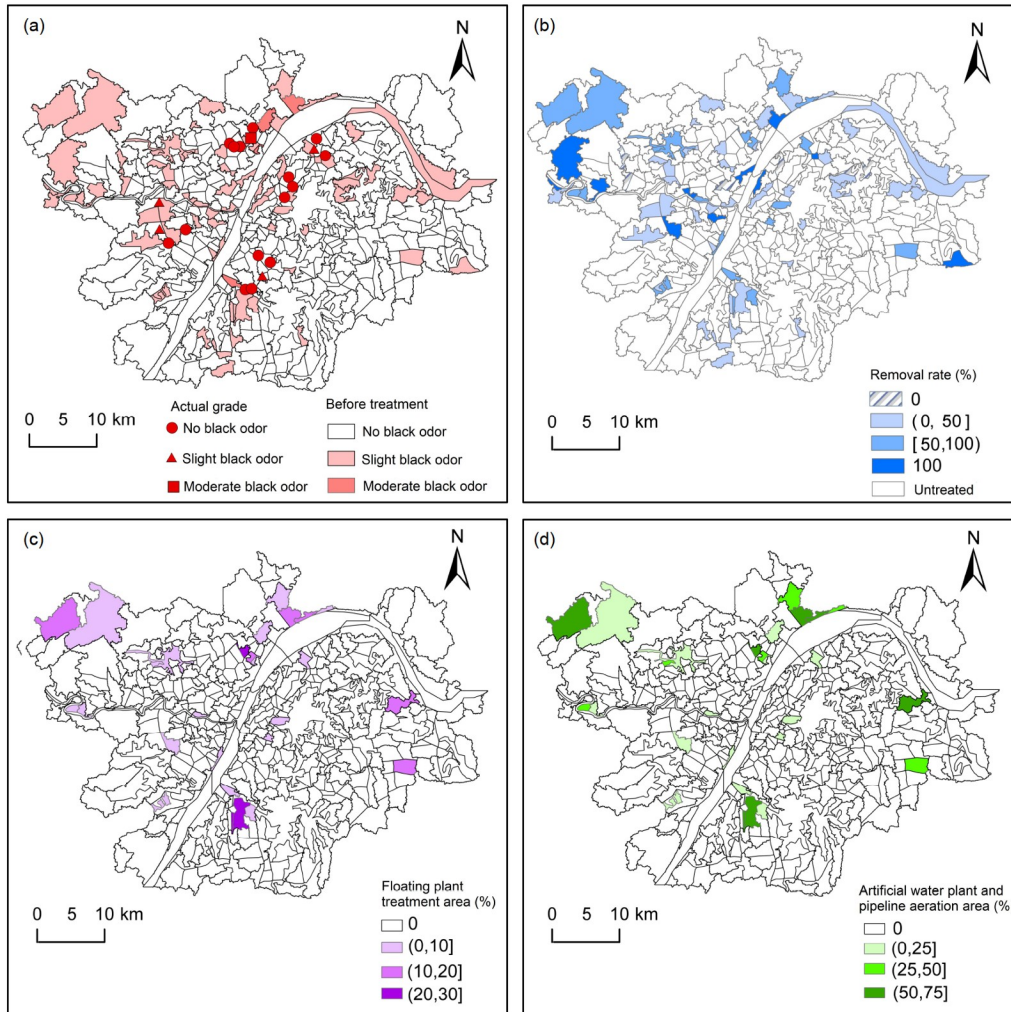 (a)
N
0 5 10 km
Actual grade
No black odor
Slight black odor
Moderate black odor
Before treatment
No black odor
Slight black odor
Moderate black odor
(b)
N
0 5 10 km
Removal rate (%)
0
(0, 50]
[50,100)
100
Untreated
(c)
N
0 5 10 km
Floating plant
treatment area (%)
0
(0,10]
(10,20]
(20,30]
(d)
N
0 5 10 km
Artificial water plant and
pipeline aeration area (%
0
(0,25]
(25,50]
(50,75]